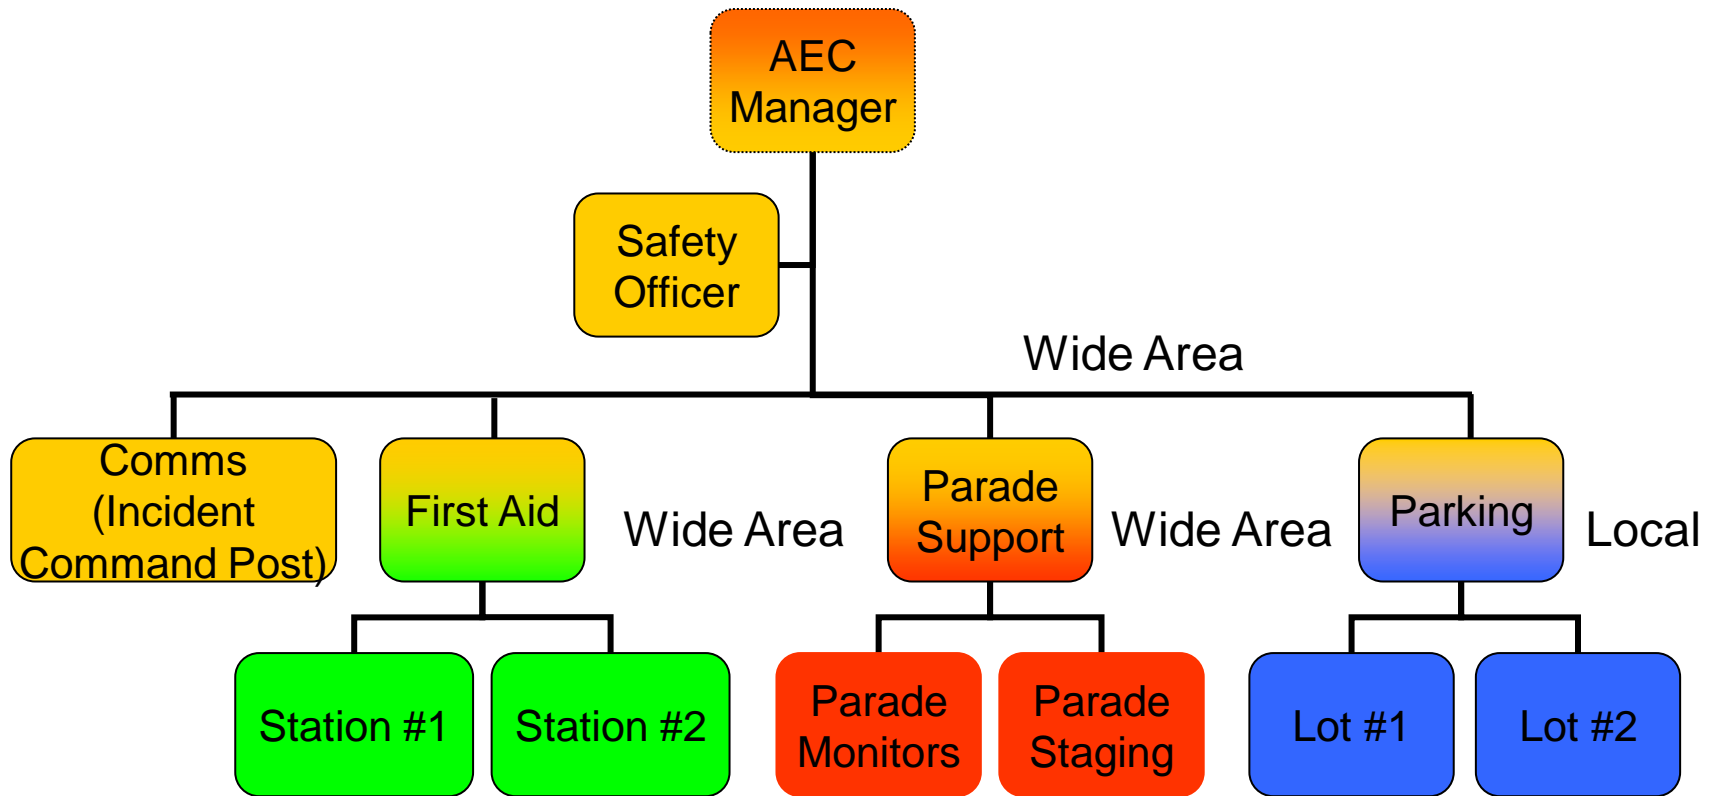 AEC
Manager
Safety
Officer
Wide Area
Comms
(Incident
Command Post)
First Aid
Wide Area
Parade
Support
Wide Area
Parking
Local
Station #1
Station #2
Parade
Monitors
Parade
Staging
Lot #1
Lot #2